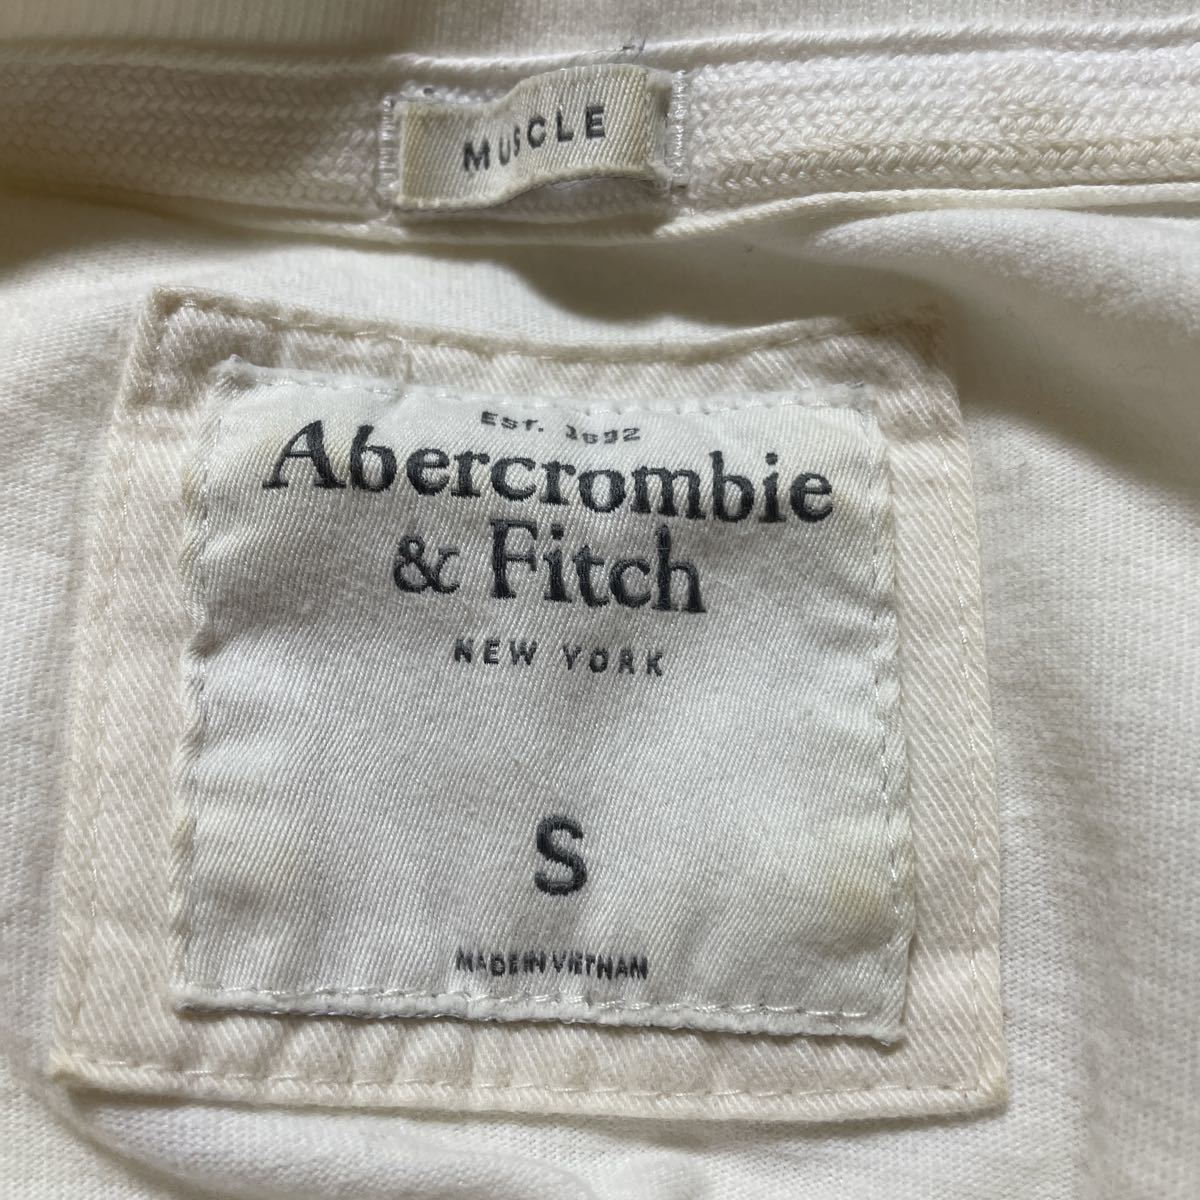 MUSCLE
Est. 1892
Abercrombie
& Fitch
NEW YORK
S
MADE IN VIETNAM